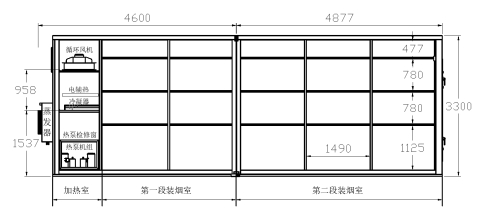 4600
4877
循环风机
477
780
958
电辅热
冷凝器
780
3300
蒸发器
热泵检修窗
1537
热泵机组
1490
1125
加热室
第一段装烟室
第二段装烟室